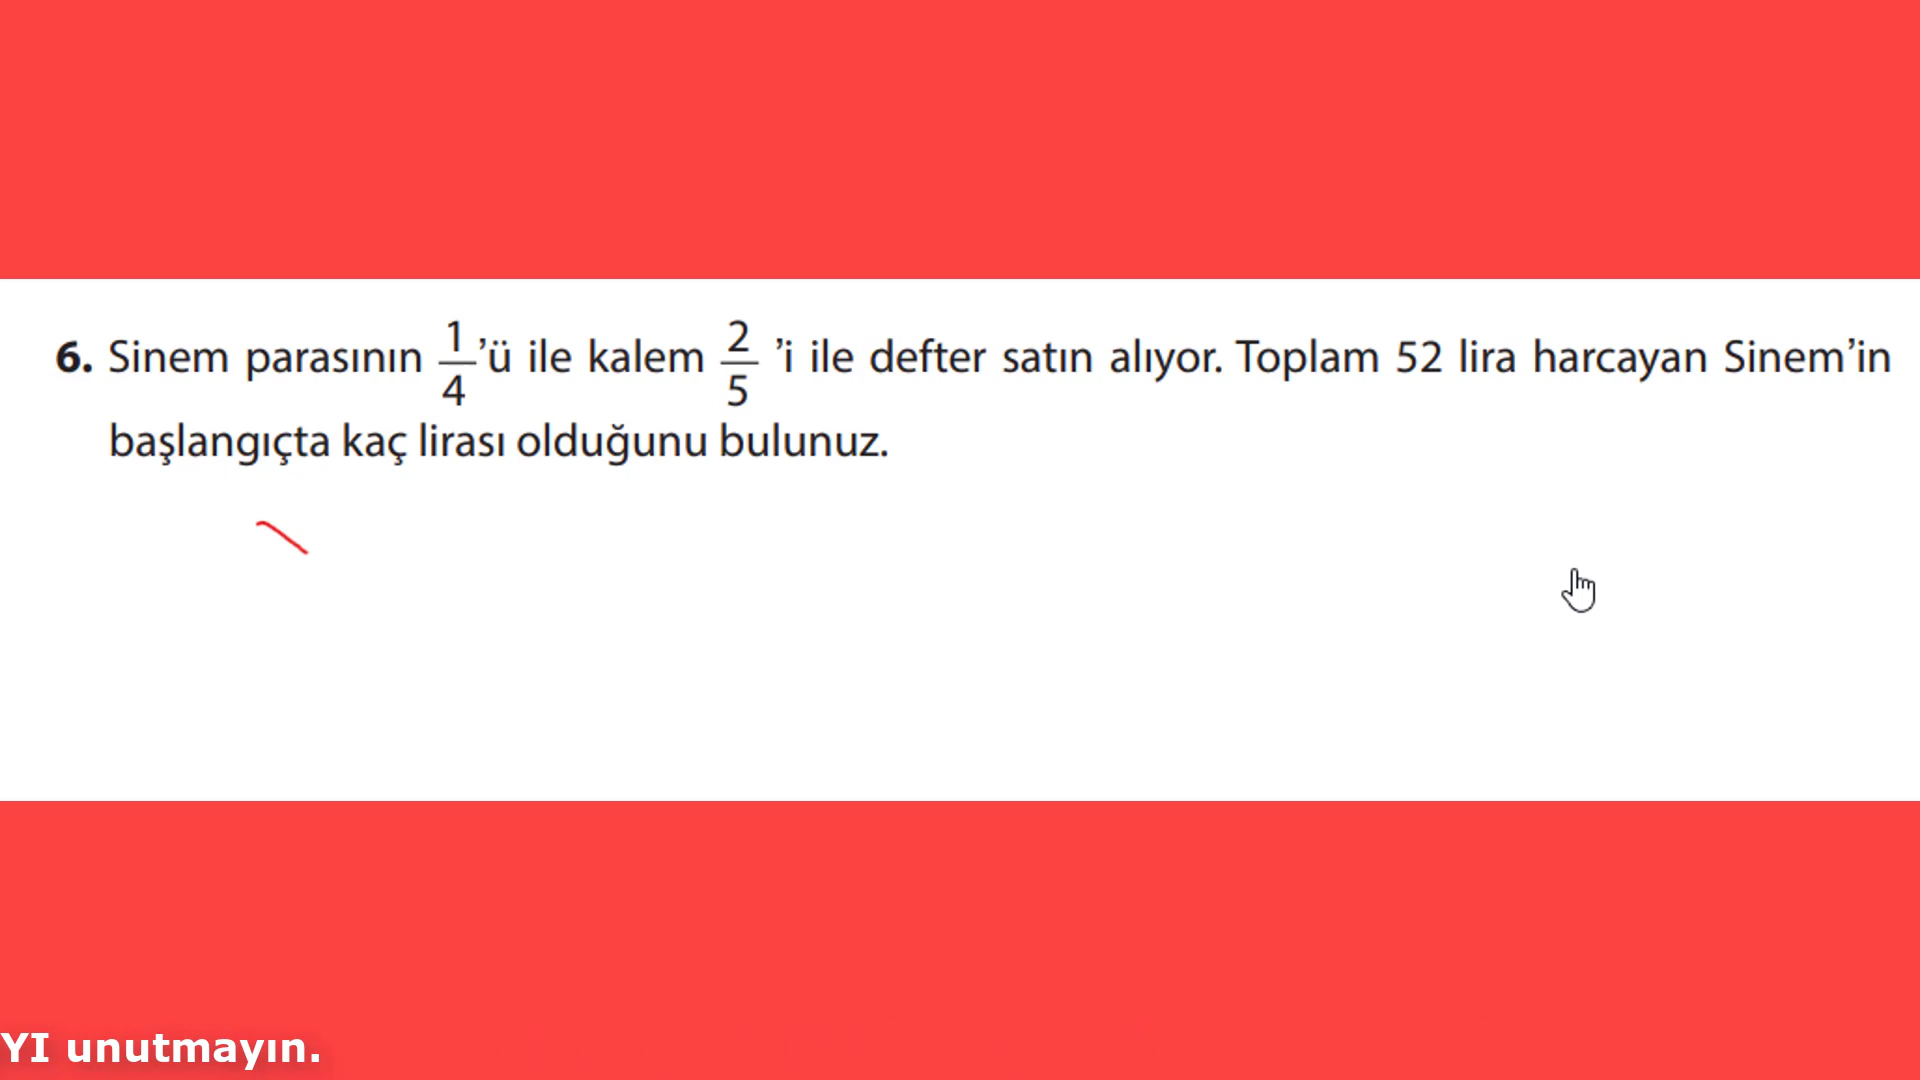 6. Sinem parasının 1/4’ü ile kalem 2/5 ’i ile defter satın alıyor. Toplam 52 lira harcayan Sinem’in
başlangıçta kaç lirası olduğunu bulunuz.
YI unutmayın.